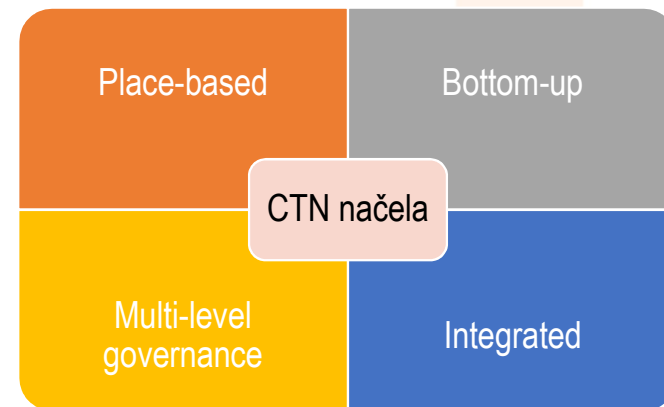 Place-based
Bottom-up
CTN načela
Multi-level
governance
Integrated